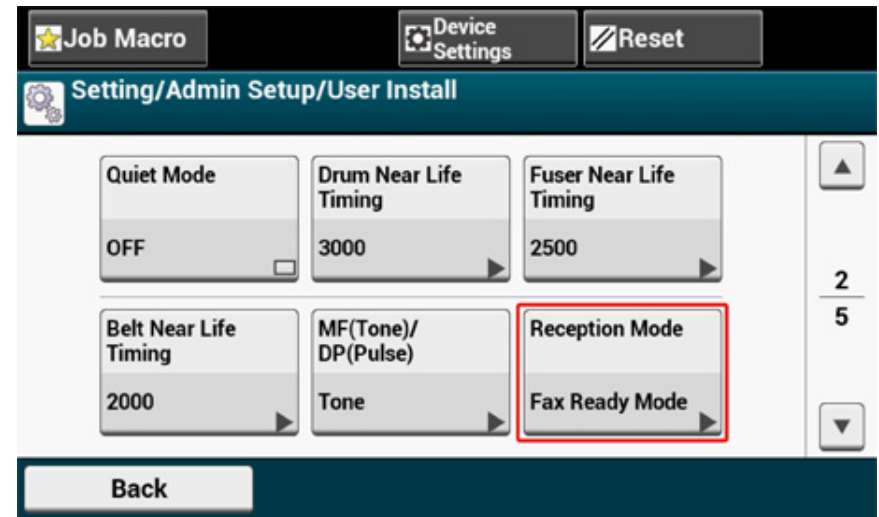 Job Macro
Device
Settings
Reset
Setting/Admin Setup/User Install
Quiet Mode
OFF
Drum Near Life
Timing
3000
Fuser Near Life
Timing
2500
Belt Near Life
Timing
2000
MF(Tone)/
DP(Pulse)
Tone
Reception Mode
Fax Ready Mode
2
5
Back